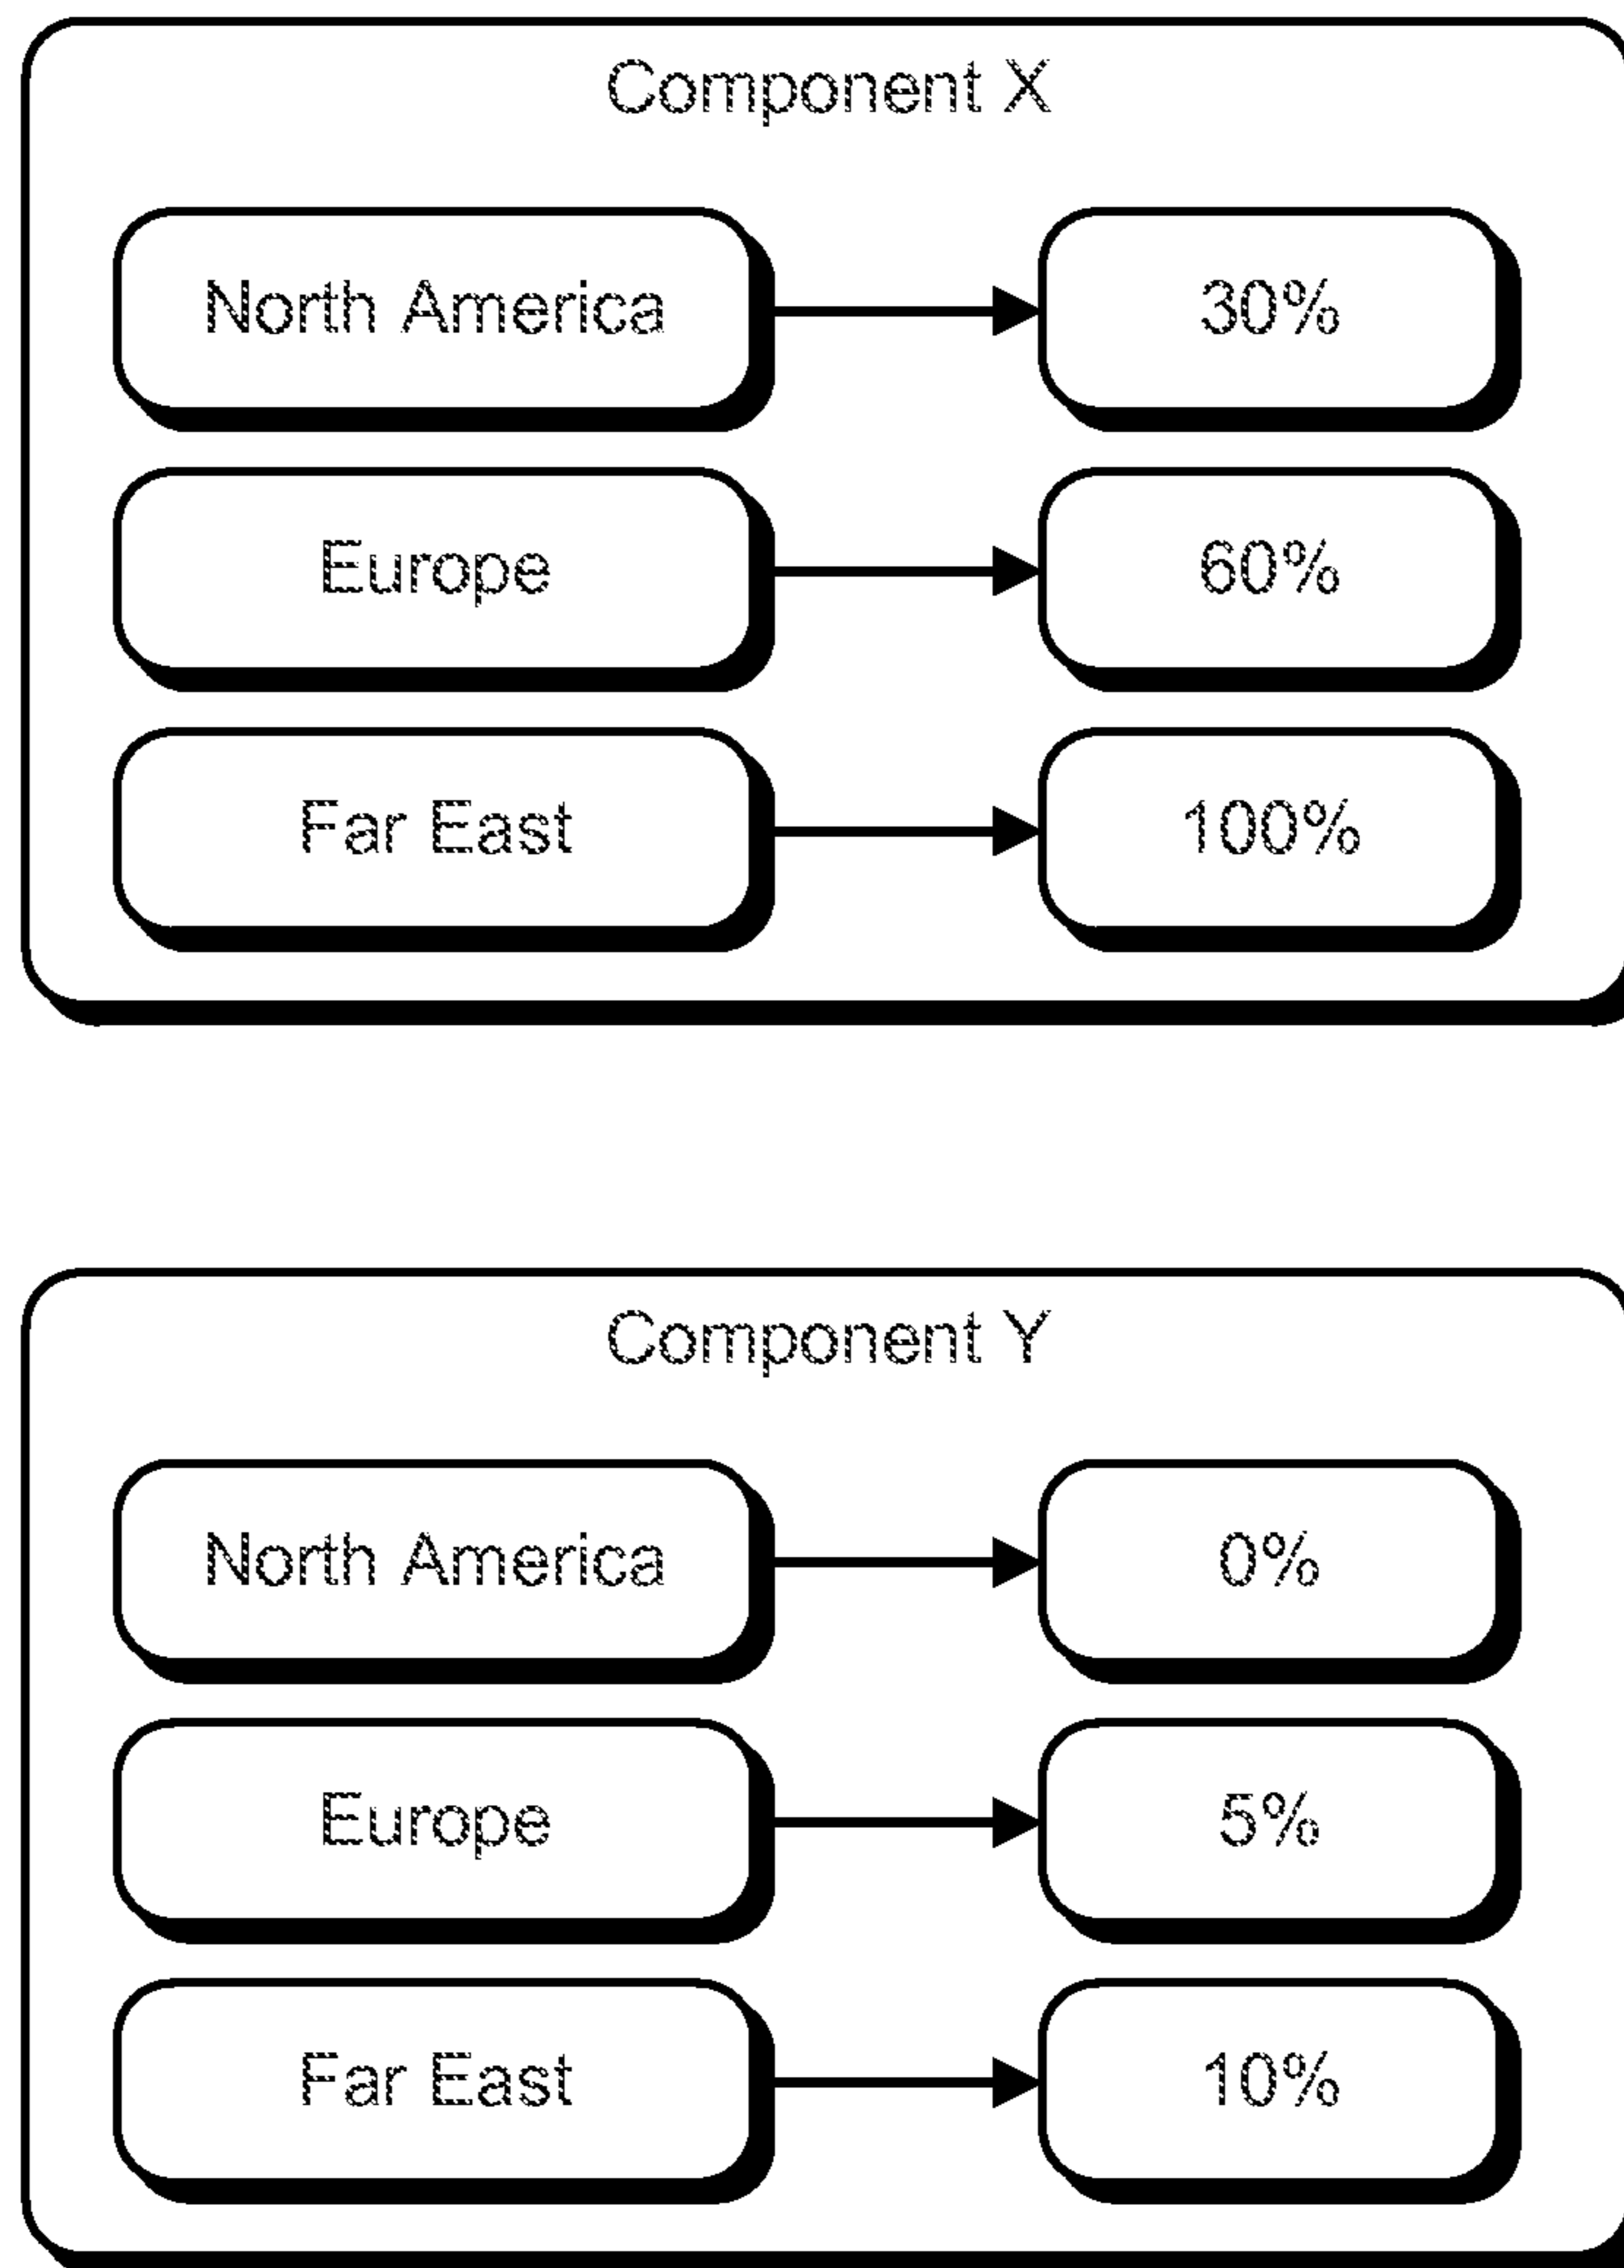 Component X
North America
30%
Europe
60%
Far East
100%
Component Y
North America
0%
Europe
5%
Far East
10%